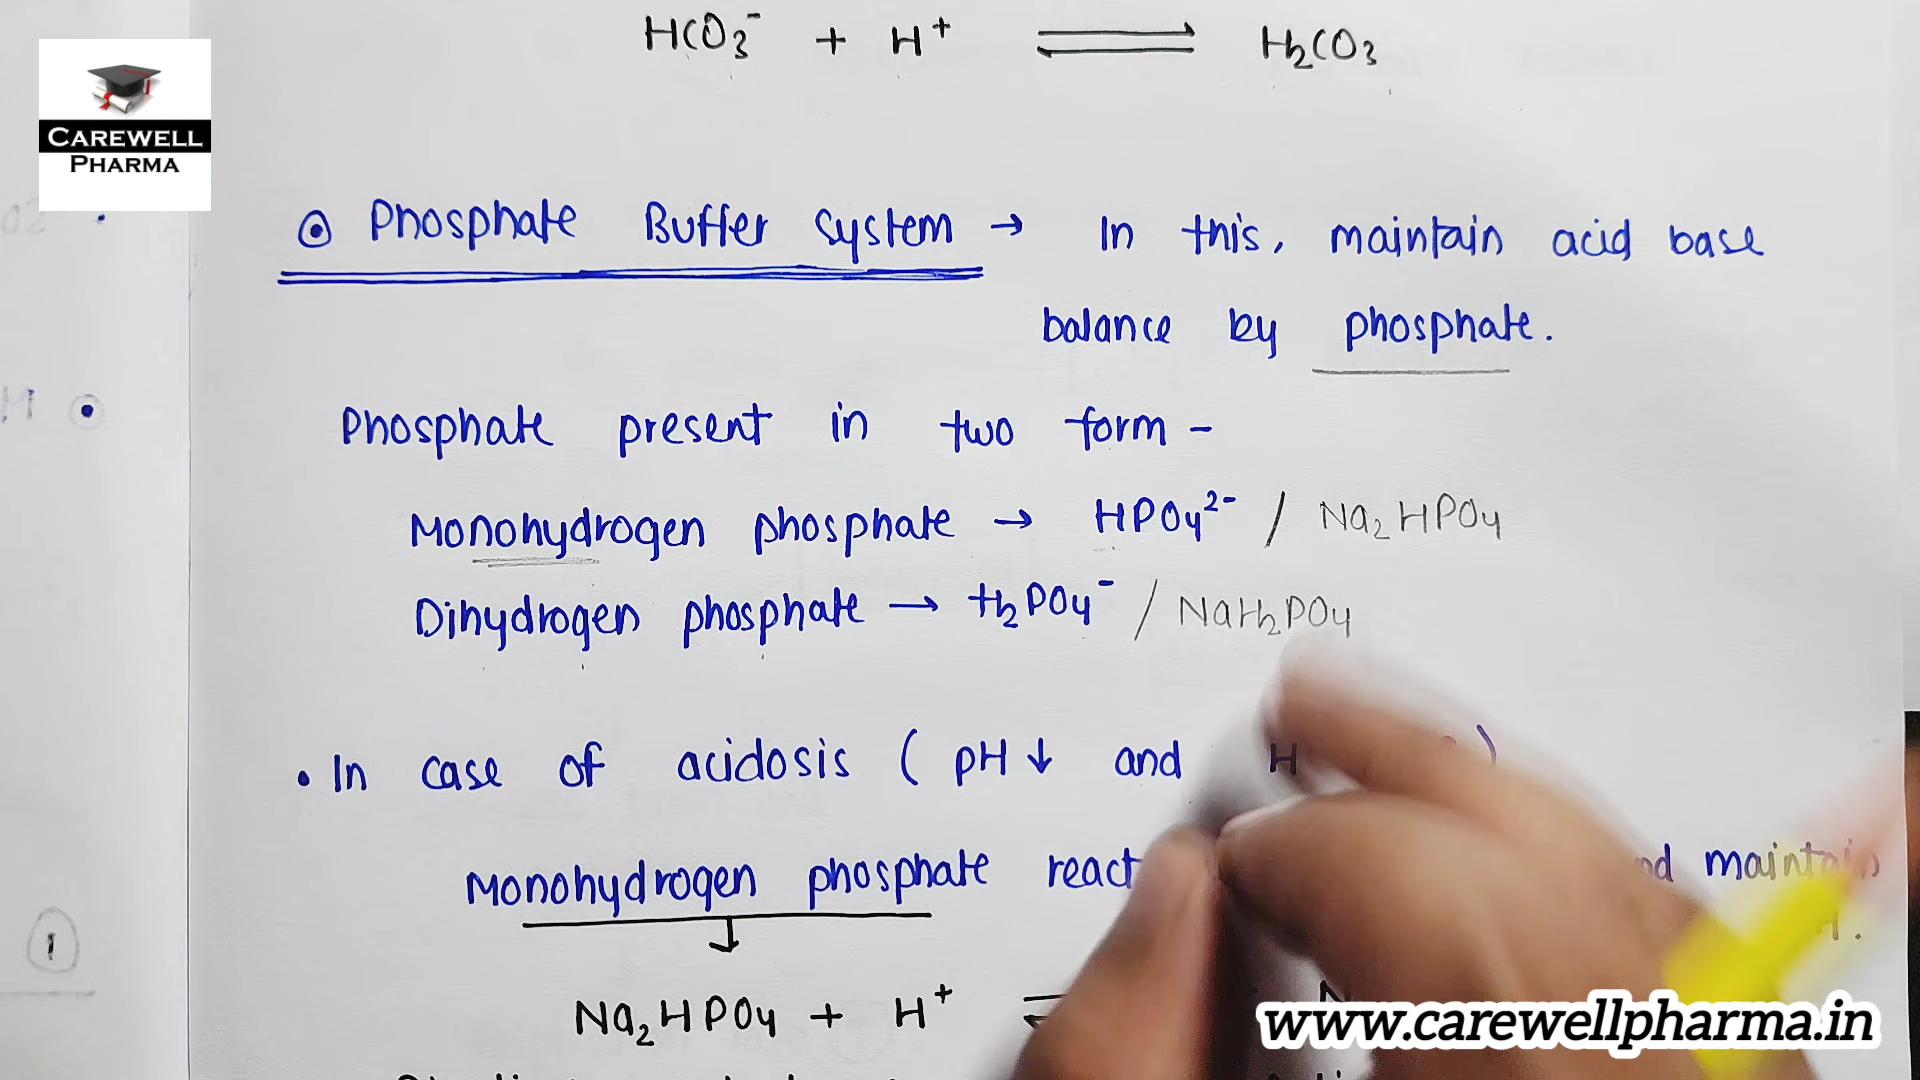 HCO3⁻ + H⁺ ⇌ H2CO3
CAREWELL
PHARMA
Phosphate Buffer System → In this, maintain acid base
balance by phosphate.
Phosphate present in two form -
Monohydrogen phosphate → HPO4²⁻ / Na2HPO4
Dihydrogen phosphate → H2PO4⁻ / NaH2PO4
• In case of acidosis ( pH ↓ and H )
Monohydrogen phosphate react maintain
1
Na2HPO4 + H⁺
www.carewellpharma.in